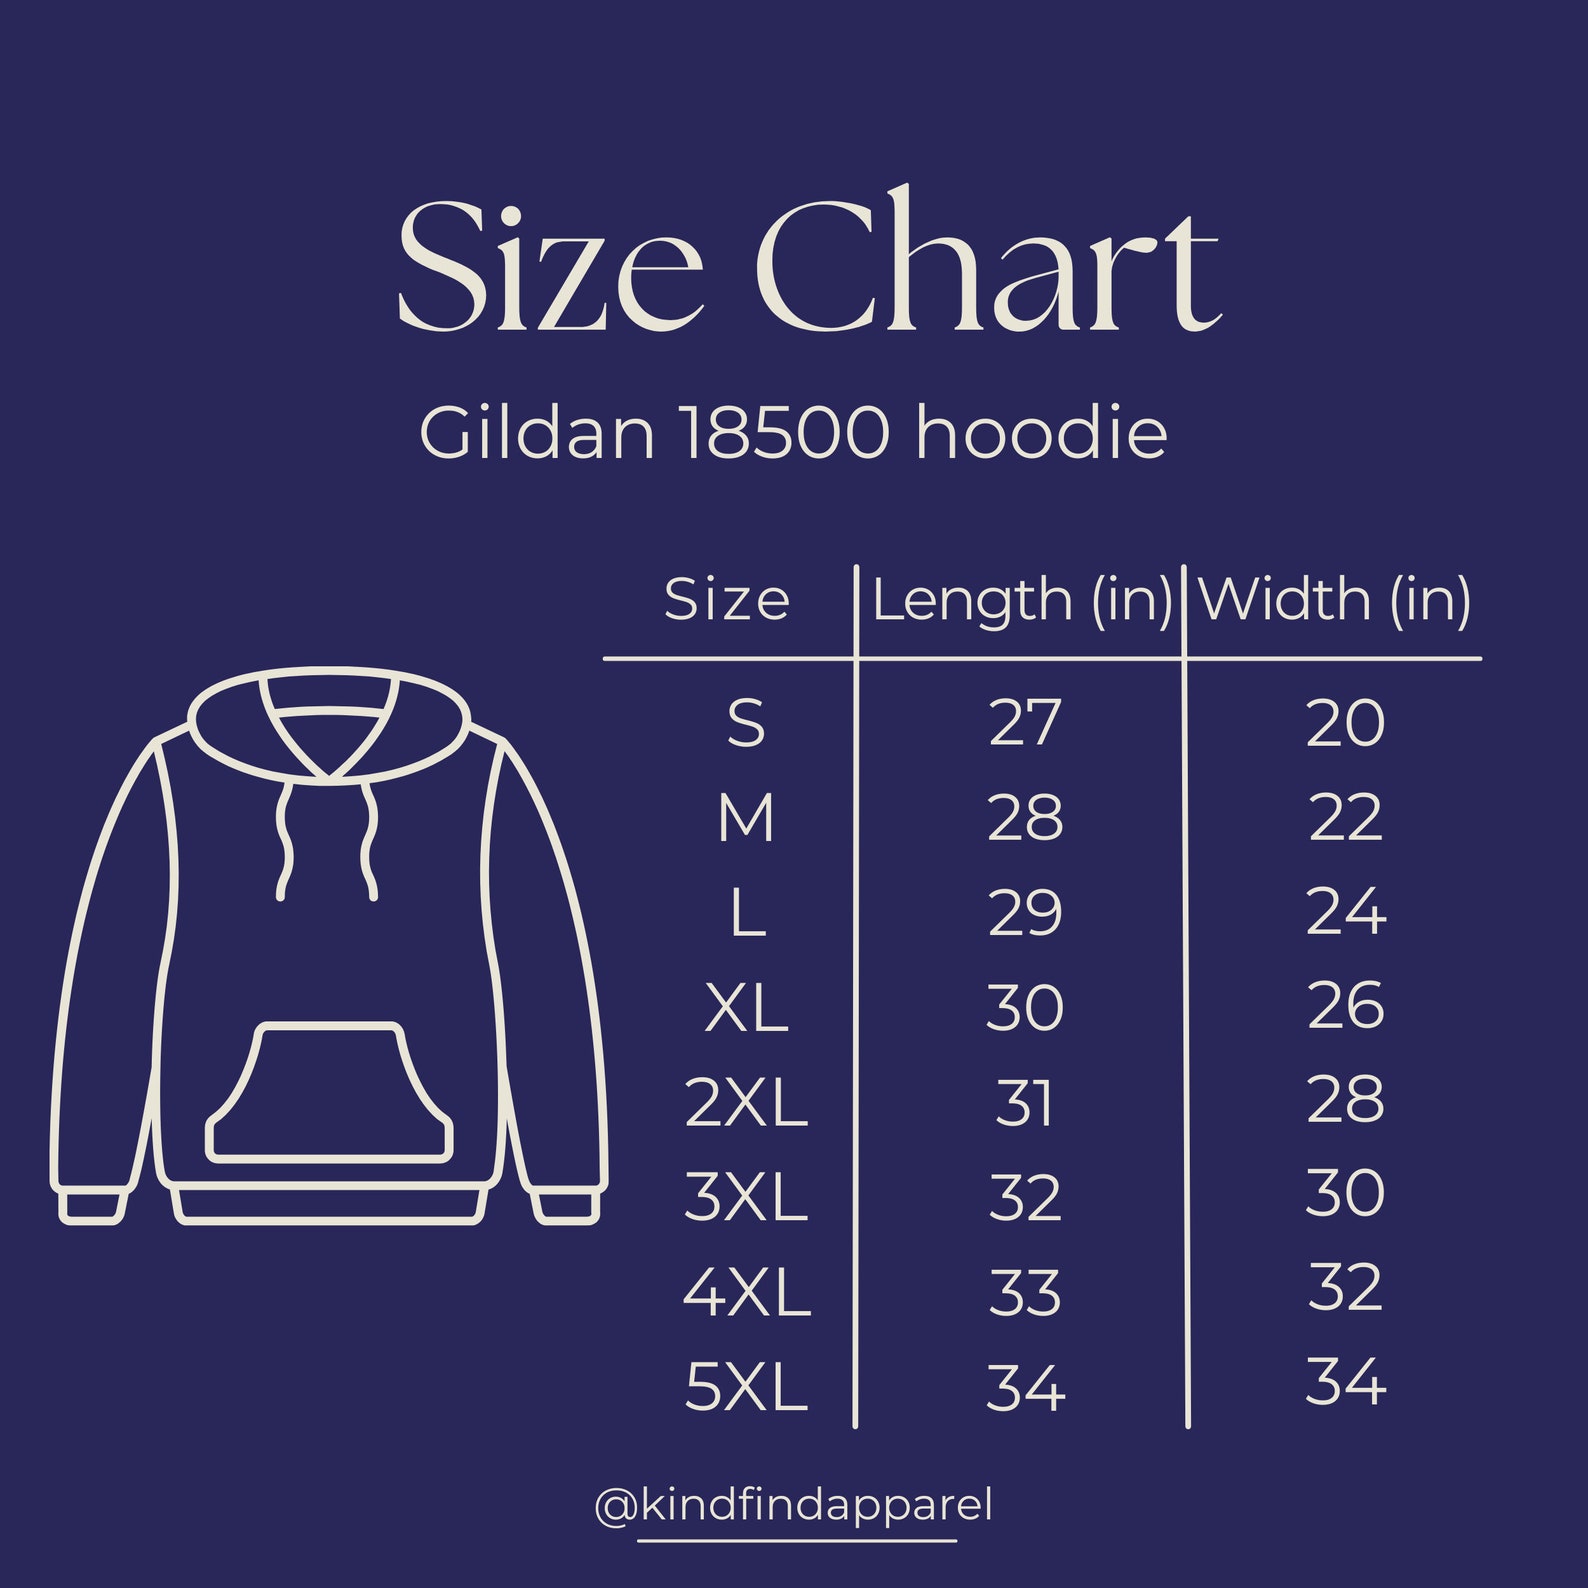 Size Chart
Gildan 18500 hoodie
Size Length (in) Width (in)
S 27 20
M 28 22
L 29 24
XL 30 26
2XL 31 28
3XL 32 30
4XL 33 32
5XL 34 34
@kindfindapparel